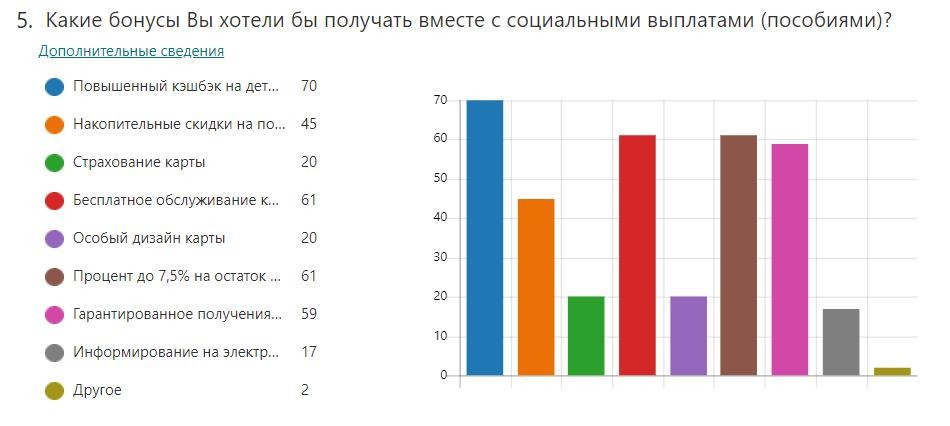 5. Какие бонусы Вы хотели бы получать вместе с социальными выплатами (пособиями)?
Дополнительные сведения
Повышенный кэшбэк на дет... 70
Накопительные скидки на по... 45
Страхование карты 20
Бесплатное обслуживание к... 61
Особый дизайн карты 20
Процент до 7,5% на остаток ... 61
Гарантированное получения... 59
Информирование на электр... 17
Другое 2
70
60
50
40
30
20
10
0